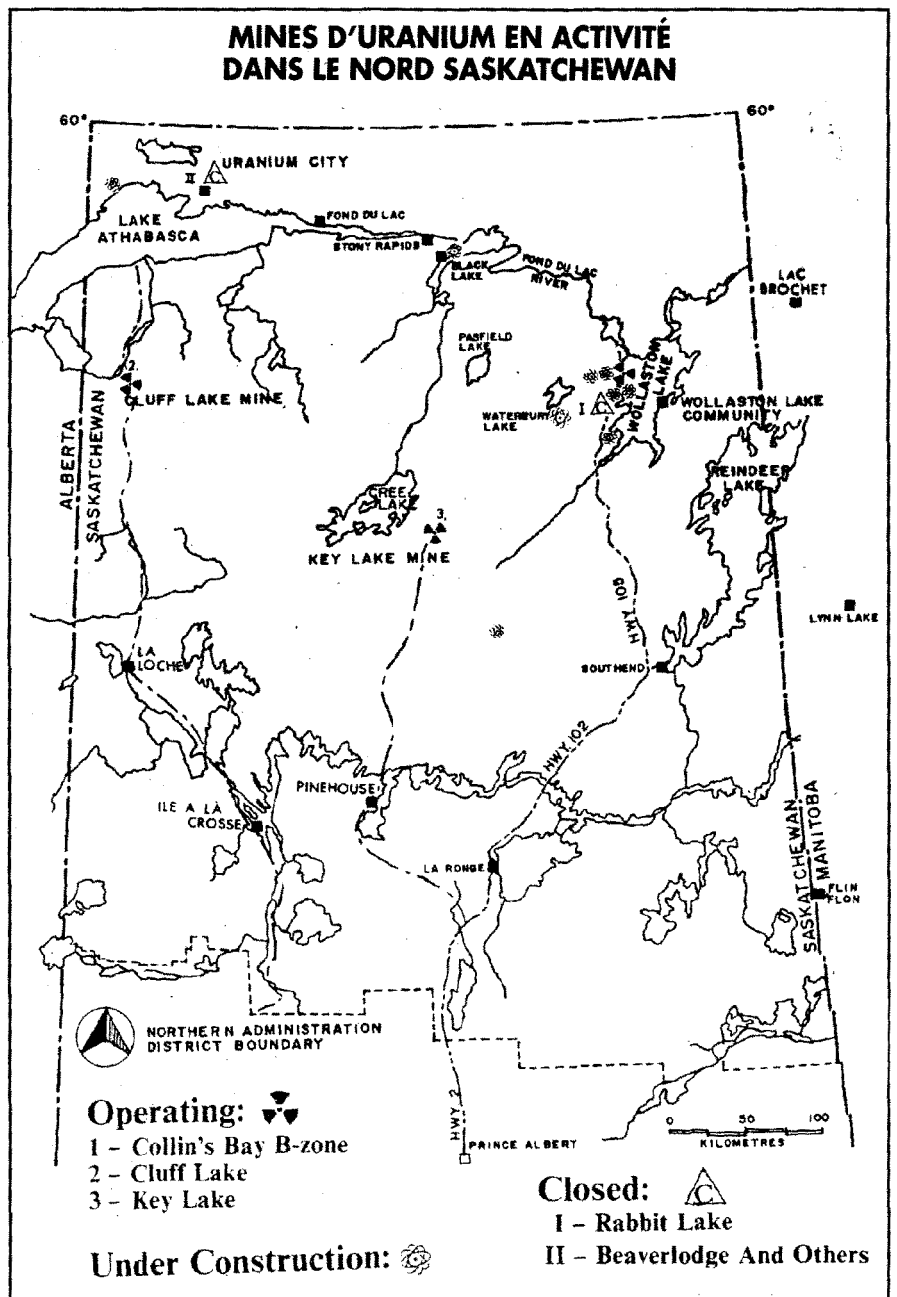 MINES D'URANIUM EN ACTIVITÉ
DANS LE NORD SASKATCHEWAN
60°
60°
URANIUM CITY
II
C
LAKE
ATHABASCA
FOND DU LAC
STONY RAPIDS
BLACK
LAKE
FOND DU LAC
RIVER
LAC
BROCHET
PASFIELD
LAKE
2.
CLUFF LAKE MINE
WATERBURY
LAKE
I
C
WOLLASTON
LAKE
WOLLASTON LAKE
COMMUNITY
ALBERTA
SASKATCHEWAN
REINDEER
LAKE
CREE
LAKE
3.
KEY LAKE MINE
HWY 105
LYNN LAKE
LA
LOCHE
SOUTHEND
HWY 102
PINEHOUSE
ILE A LÀ
CROSSE
LA RONGE
SASKATCHEWAN
MANITOBA
FLIN
FLON
NORTHERN ADMINISTRATION
DISTRICT BOUNDARY
HWY 2
0 50 100
KILOMETRES
PRINCE ALBERT
Operating:
1 - Collin's Bay B-zone
2 - Cluff Lake
3 - Key Lake
Closed: C
I - Rabbit Lake
II - Beaverlodge And Others
Under Construction: